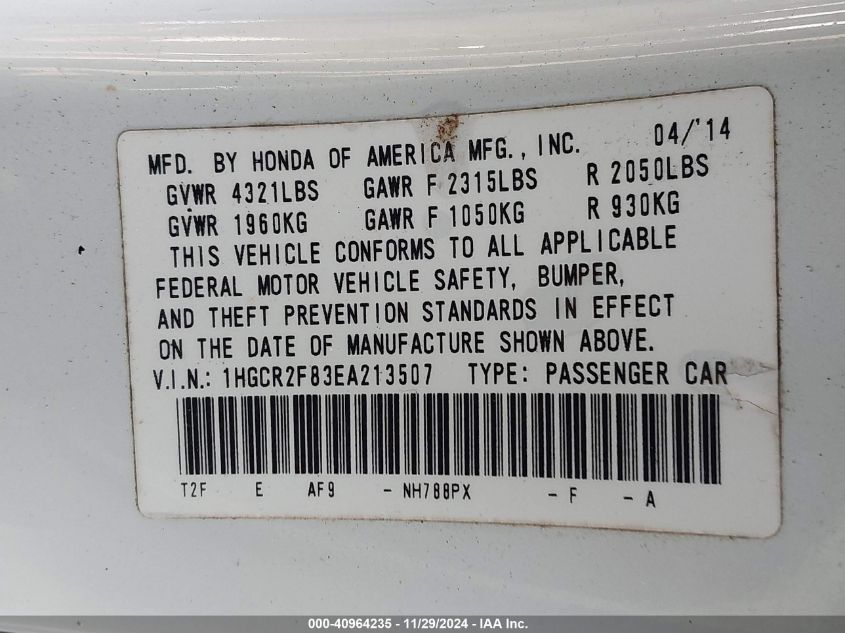 MFD. BY HONDA OF AMERICA MFG., INC. 04/'14
GVWR 4321LBS GAWR F 2315LBS R 2050LBS
GVWR 1960KG GAWR F 1050KG R 930KG
THIS VEHICLE CONFORMS TO ALL APPLICABLE
FEDERAL MOTOR VEHICLE SAFETY, BUMPER,
AND THEFT PREVENTION STANDARDS IN EFFECT
ON THE DATE OF MANUFACTURE SHOWN ABOVE.
V.I.N.: 1HGCR2F83EA213507 TYPE: PASSENGER CAR
T2F E AF9 - NH788PX - F - A
000-40964235 - 11/29/2024 - IAA Inc.